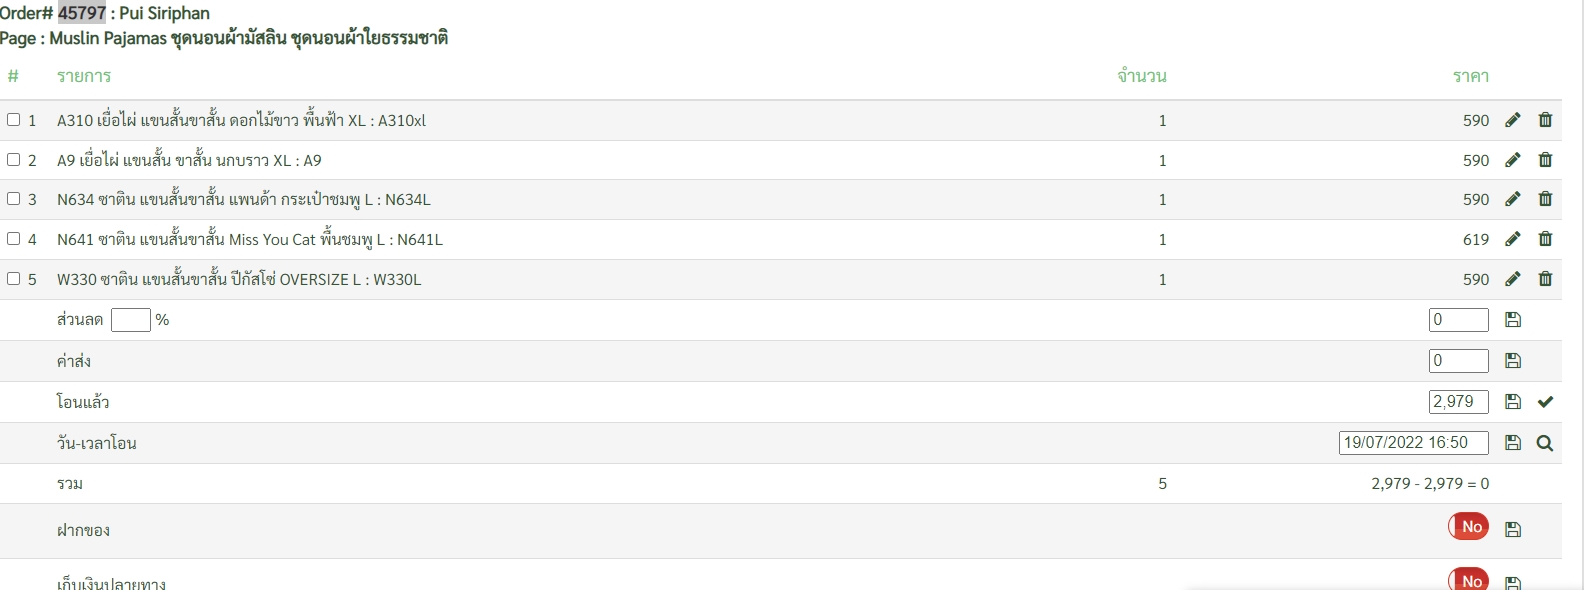 Order# 45797 : Pui Siriphan
Page : Muslin Pajamas ชุดนอนผ้ามัสลิน ชุดนอนผ้าใยธรรมชาติ
# รายการ จำนวน ราคา
1 A310 เยื่อไผ่ แขนสั้นขาสั้น ดอกไม้ขาว พื้นฟ้า XL : A310xl 1 590
2 A9 เยื่อไผ่ แขนสั้น ขาสั้น นกบราว XL : A9 1 590
3 N634 ซาติน แขนสั้นขาสั้น แพนด้า กระเป๋าชมพู L : N634L 1 590
4 N641 ซาติน แขนสั้นขาสั้น Miss You Cat พื้นชมพู L : N641L 1 619
5 W330 ซาติน แขนสั้นขาสั้น ปีกัสโซ่ OVERSIZE L : W330L 1 590
ส่วนลด % 0
ค่าส่ง 0
โอนแล้ว 2,979
วัน-เวลาโอน 19/07/2022 16:50
รวม 5 2,979 - 2,979 = 0
ฝากของ No
เก็บเงินปลายทาง No